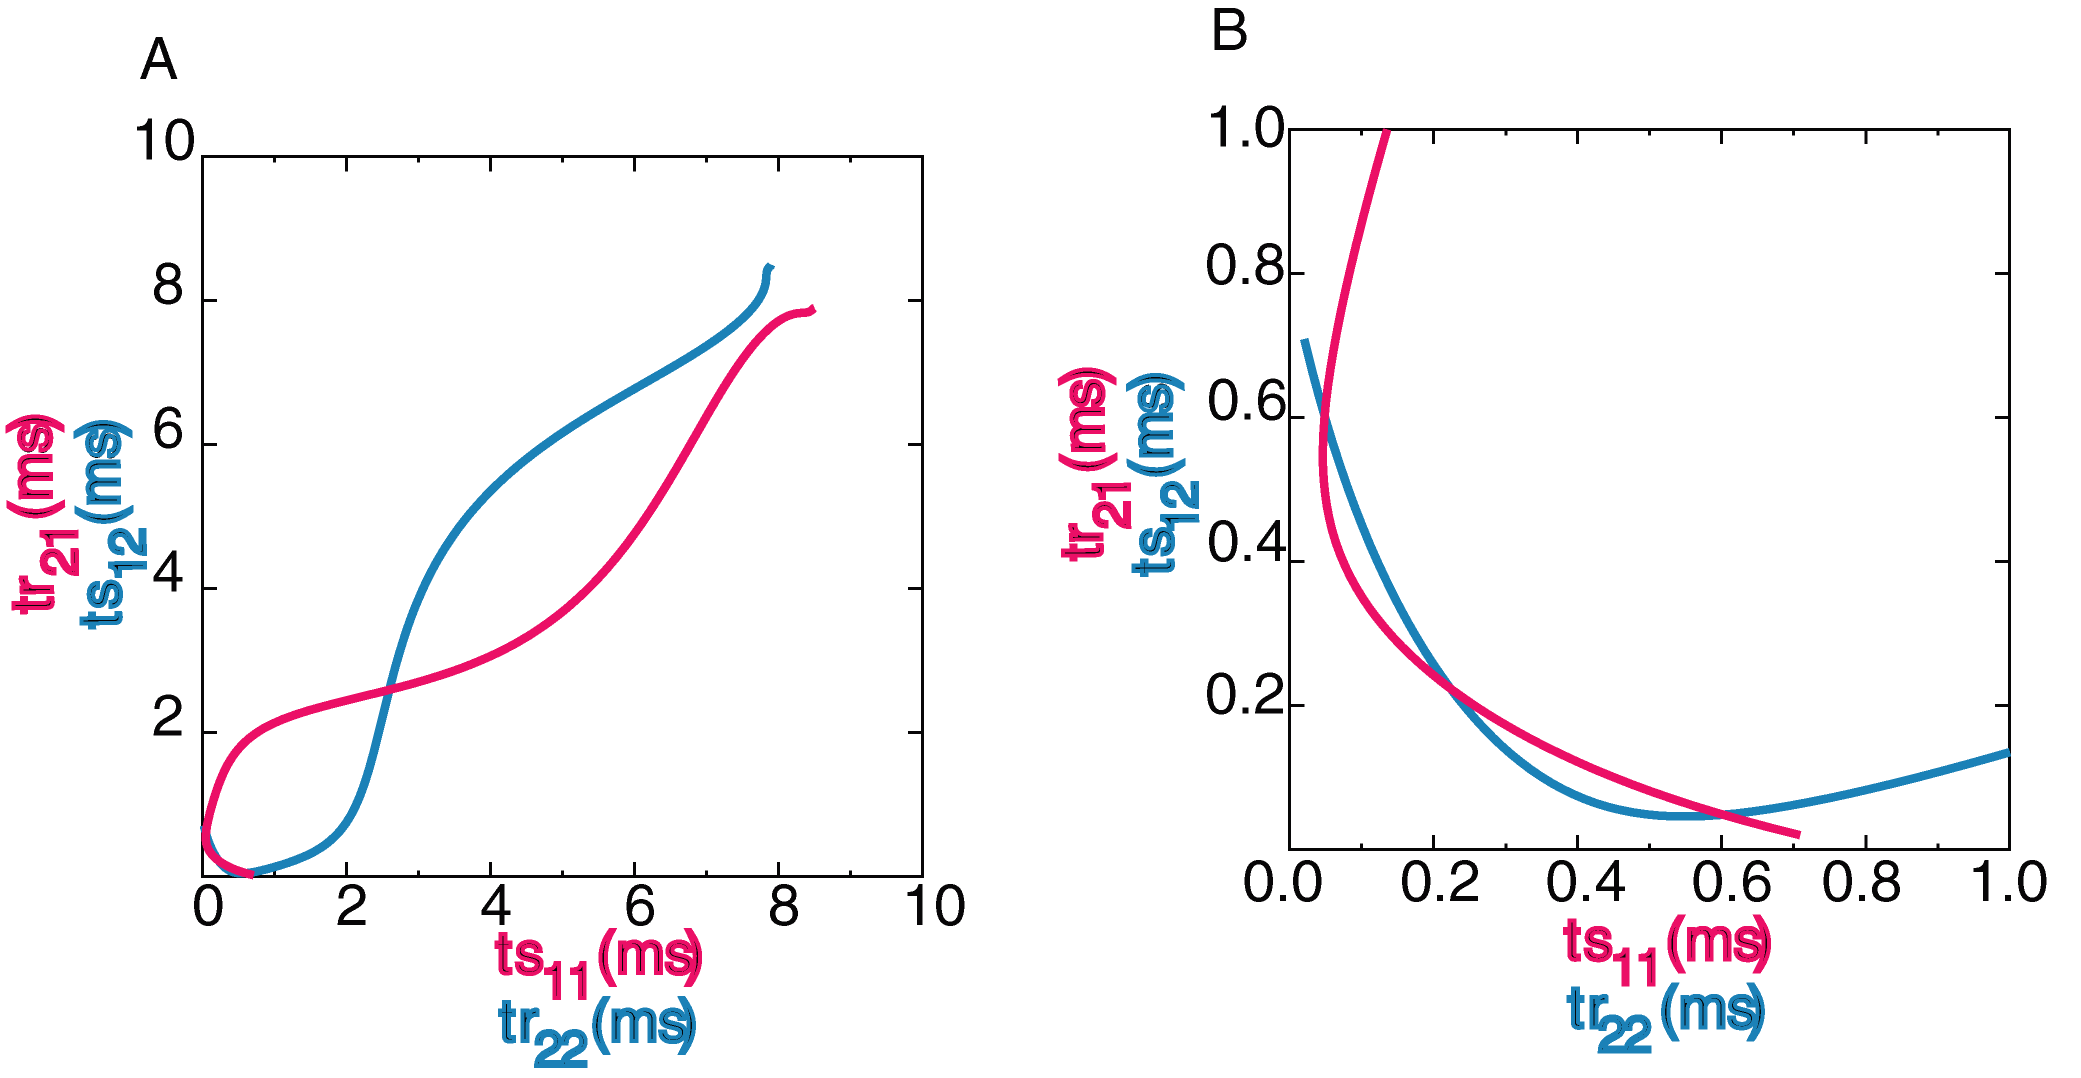 A
10
8
6
4
2
0 2 4 6 8 10
tr21 (ms)
ts12 (ms)
ts11 (ms)
tr22 (ms)
B
1.0
0.8
0.6
0.4
0.2
0.0 0.2 0.4 0.6 0.8 1.0
tr21 (ms)
ts12 (ms)
ts11 (ms)
tr22 (ms)